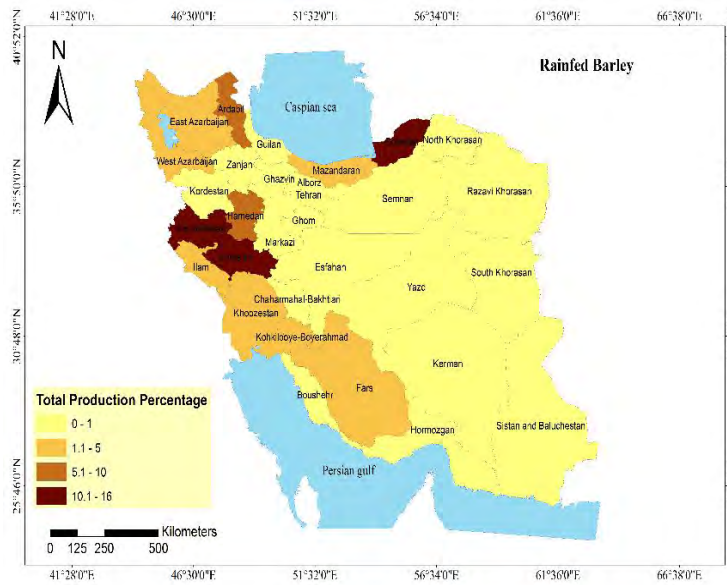 41°28'0"E 46°30'0"E 51°32'0"E 56°34'0"E 61°36'0"E 66°38'0"E
40°52'0"N
35°50'0"N
30°48'0"N
25°46'0"N
N
Rainfed Barley
Caspian sea
Ardabil
East Azarbaijan
Guilan
North Khorasan
West Azarbaijan
Zanjan
Mazandaran
Ghazvin
Alborz
Tehran
Kordestan
Semnan
Razavi Khorasan
Hamedan
Ghom
Markazi
Ilam
Esfahan
South Khorasan
Yazd
Chaharmahal-Bakhtiari
Khoozestan
Kohkilooye-Boyerahmad
Kerman
Fars
Boushehr
Hormozgan
Sistan and Baluchestan
Persian gulf
Total Production Percentage
0 - 1
1.1 - 5
5.1 - 10
10.1 - 16
Kilometers
0 125 250 500
41°28'0"E 46°30'0"E 51°32'0"E 56°34'0"E 61°36'0"E 66°38'0"E